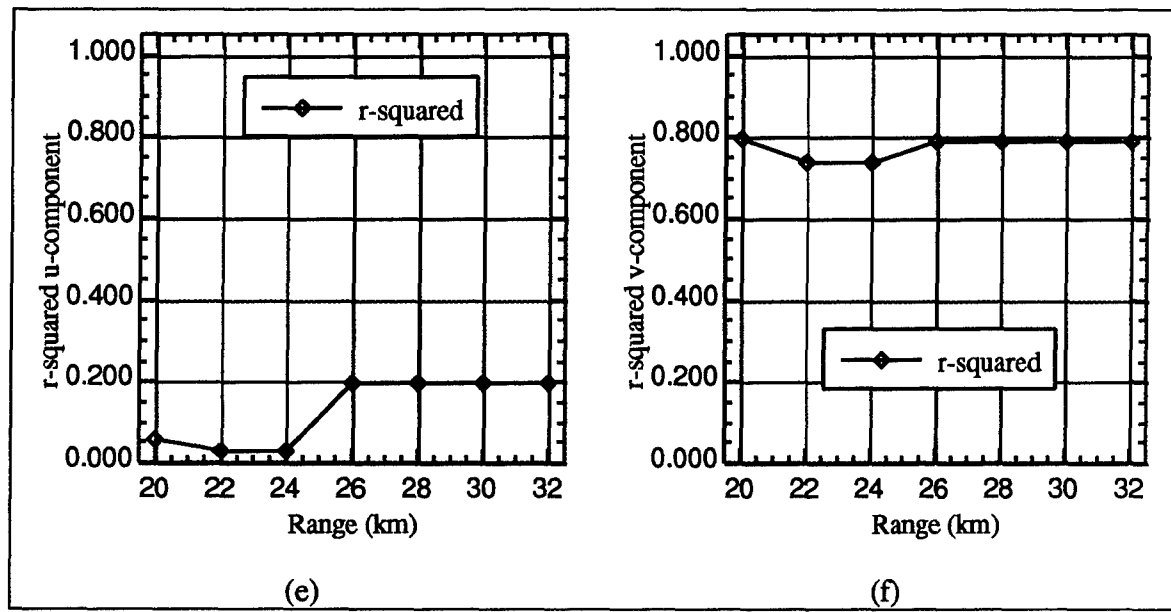 r-squared u-component
1.000
0.800
0.600
0.400
0.200
0.000
r-squared
20 22 24 26 28 30 32
Range (km)
(e)
r-squared v-component
1.000
0.800
0.600
0.400
0.200
0.000
r-squared
20 22 24 26 28 30 32
Range (km)
(f)